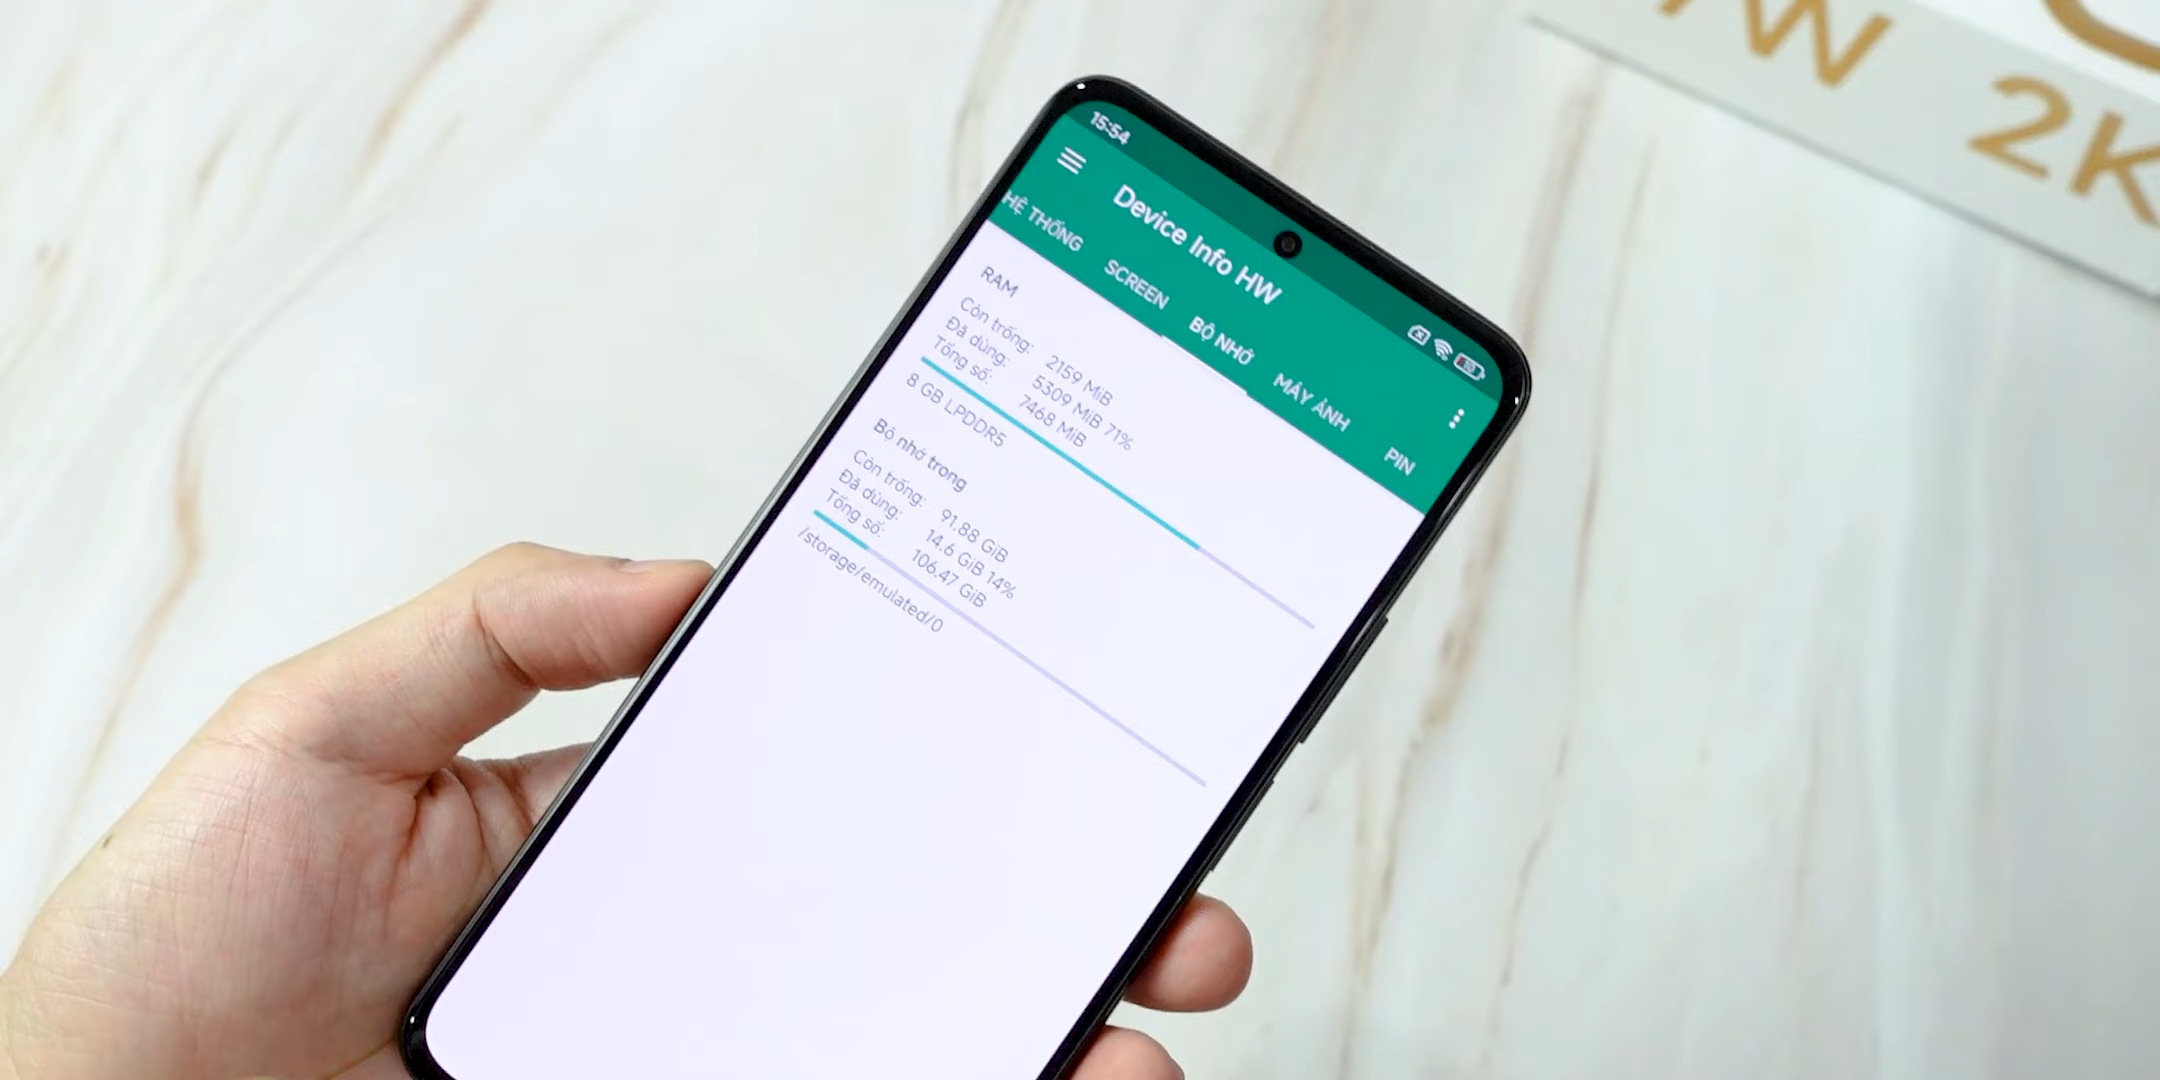 2K
15:54
Device Info HW
HỆ THỐNG SCREEN BỘ NHỚ MÁY ẢNH PIN
RAM
Còn trống: 2159 MiB
Đã dùng: 5309 MiB 71%
Tổng số: 7468 MiB
8 GB LPDDR5
Bộ nhớ trong
Còn trống: 91.88 GiB
Đã dùng: 14.6 GiB 14%
Tổng số: 106.47 GiB
/storage/emulated/0